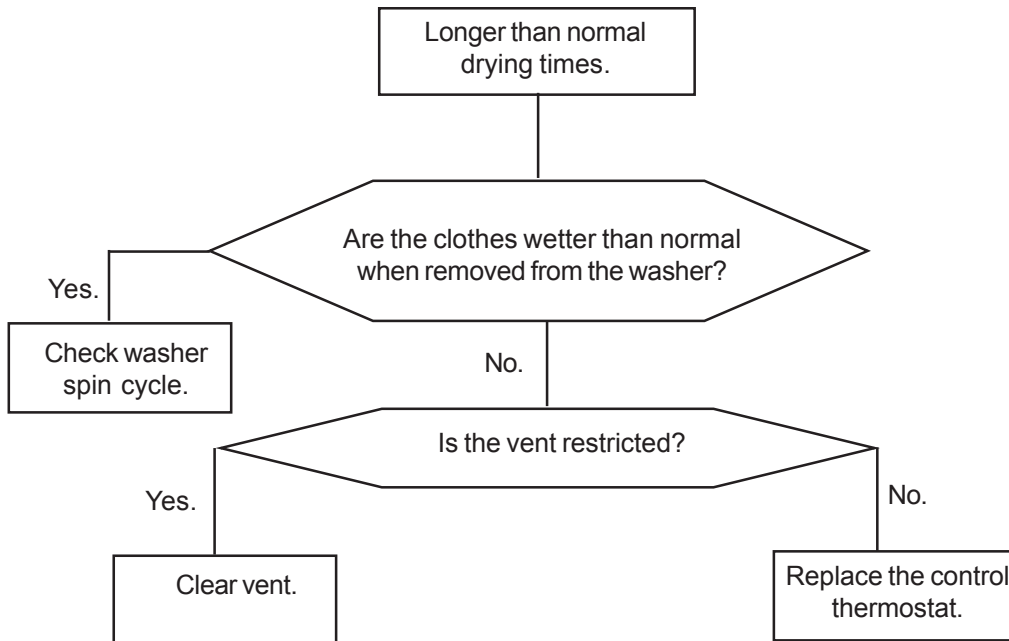 Longer than normal
drying times.
Are the clothes wetter than normal
when removed from the washer?
Yes.
Check washer
spin cycle.
No.
Is the vent restricted?
Yes.
No.
Clear vent.
Replace the control
thermostat.